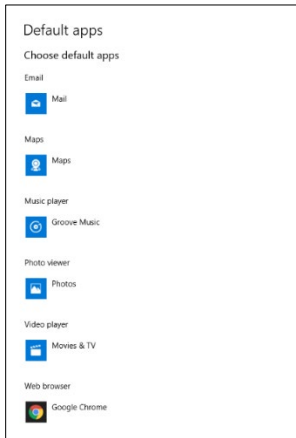 Default apps
Choose default apps
Email
Mail
Maps
Maps
Music player
Groove Music
Photo viewer
Photos
Video player
Movies & TV
Web browser
Google Chrome